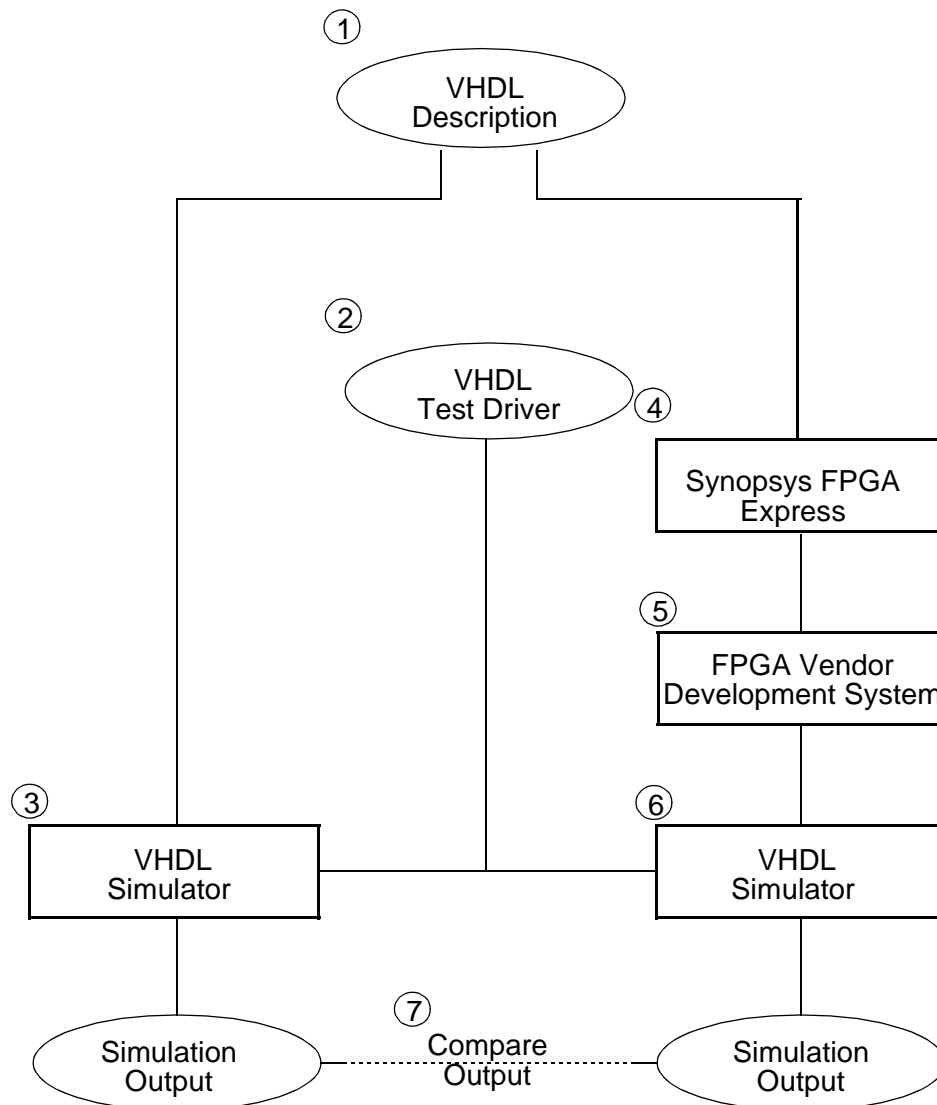 1
VHDL
Description
2
VHDL
Test Driver
4
Synopsys FPGA
Express
5
FPGA Vendor
Development System
3
VHDL
Simulator
6
VHDL
Simulator
7
Compare
Output
Simulation
Output
Simulation
Output